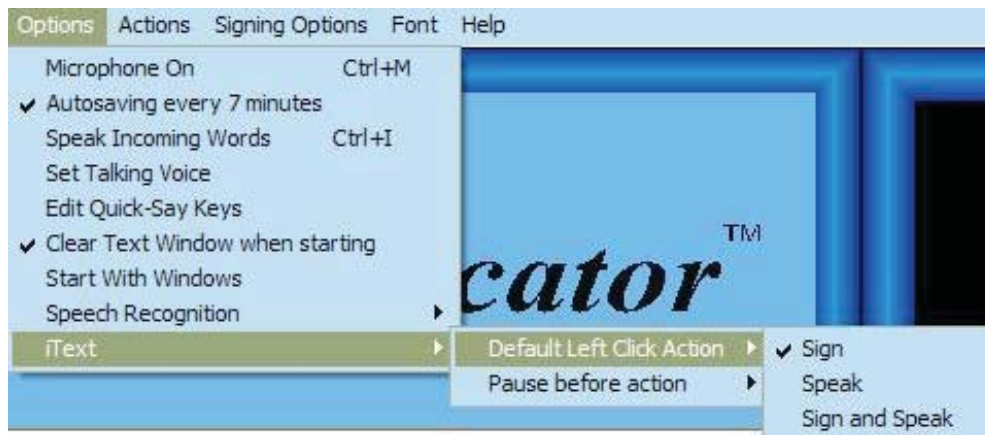 Options Actions Signing Options Font Help
Microphone On Ctrl+M
Autosaving every 7 minutes
Speak Incoming Words Ctrl+I
Set Talking Voice
Edit Quick-Say Keys
Clear Text Window when starting
Start With Windows
Speech Recognition
iText
cator TM
Default Left Click Action
Pause before action
Sign
Speak
Sign and Speak